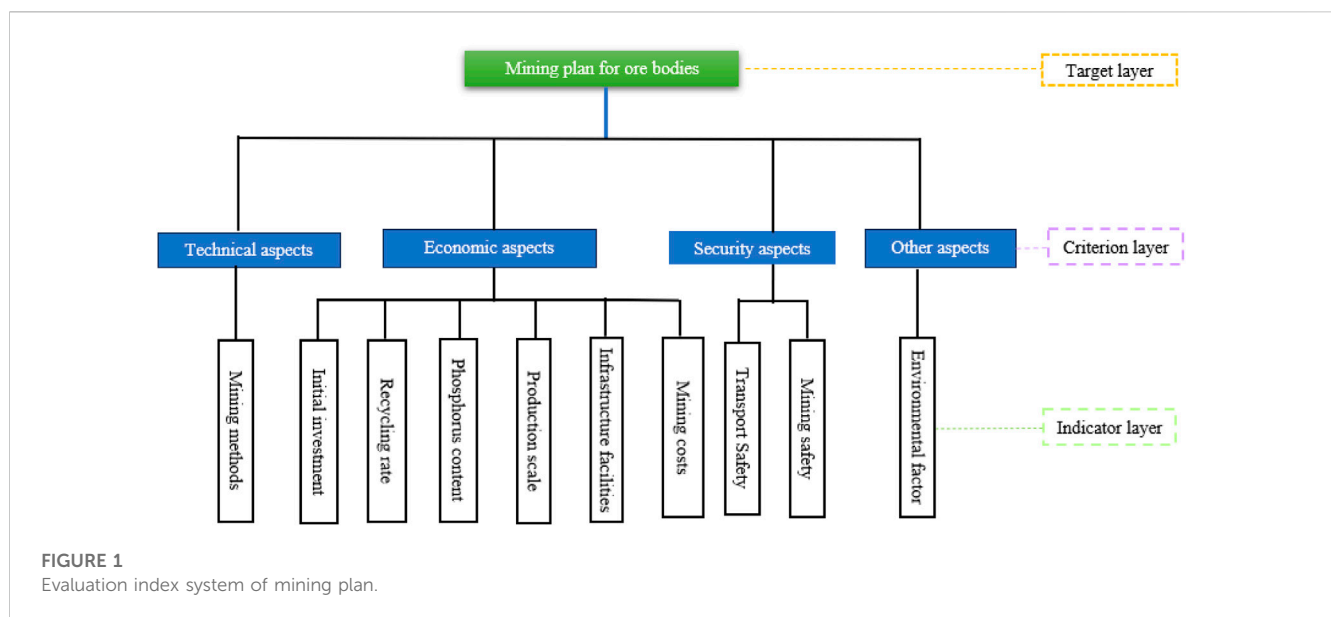 Mining plan for ore bodies
Target layer
Technical aspects
Economic aspects
Security aspects
Other aspects
Criterion layer
Mining methods
Initial investment
Recycling rate
Phosphorus content
Production scale
Infrastructure facilities
Mining costs
Transport Safety
Mining safety
Environmental factor
Indicator layer
FIGURE 1
Evaluation index system of mining plan.